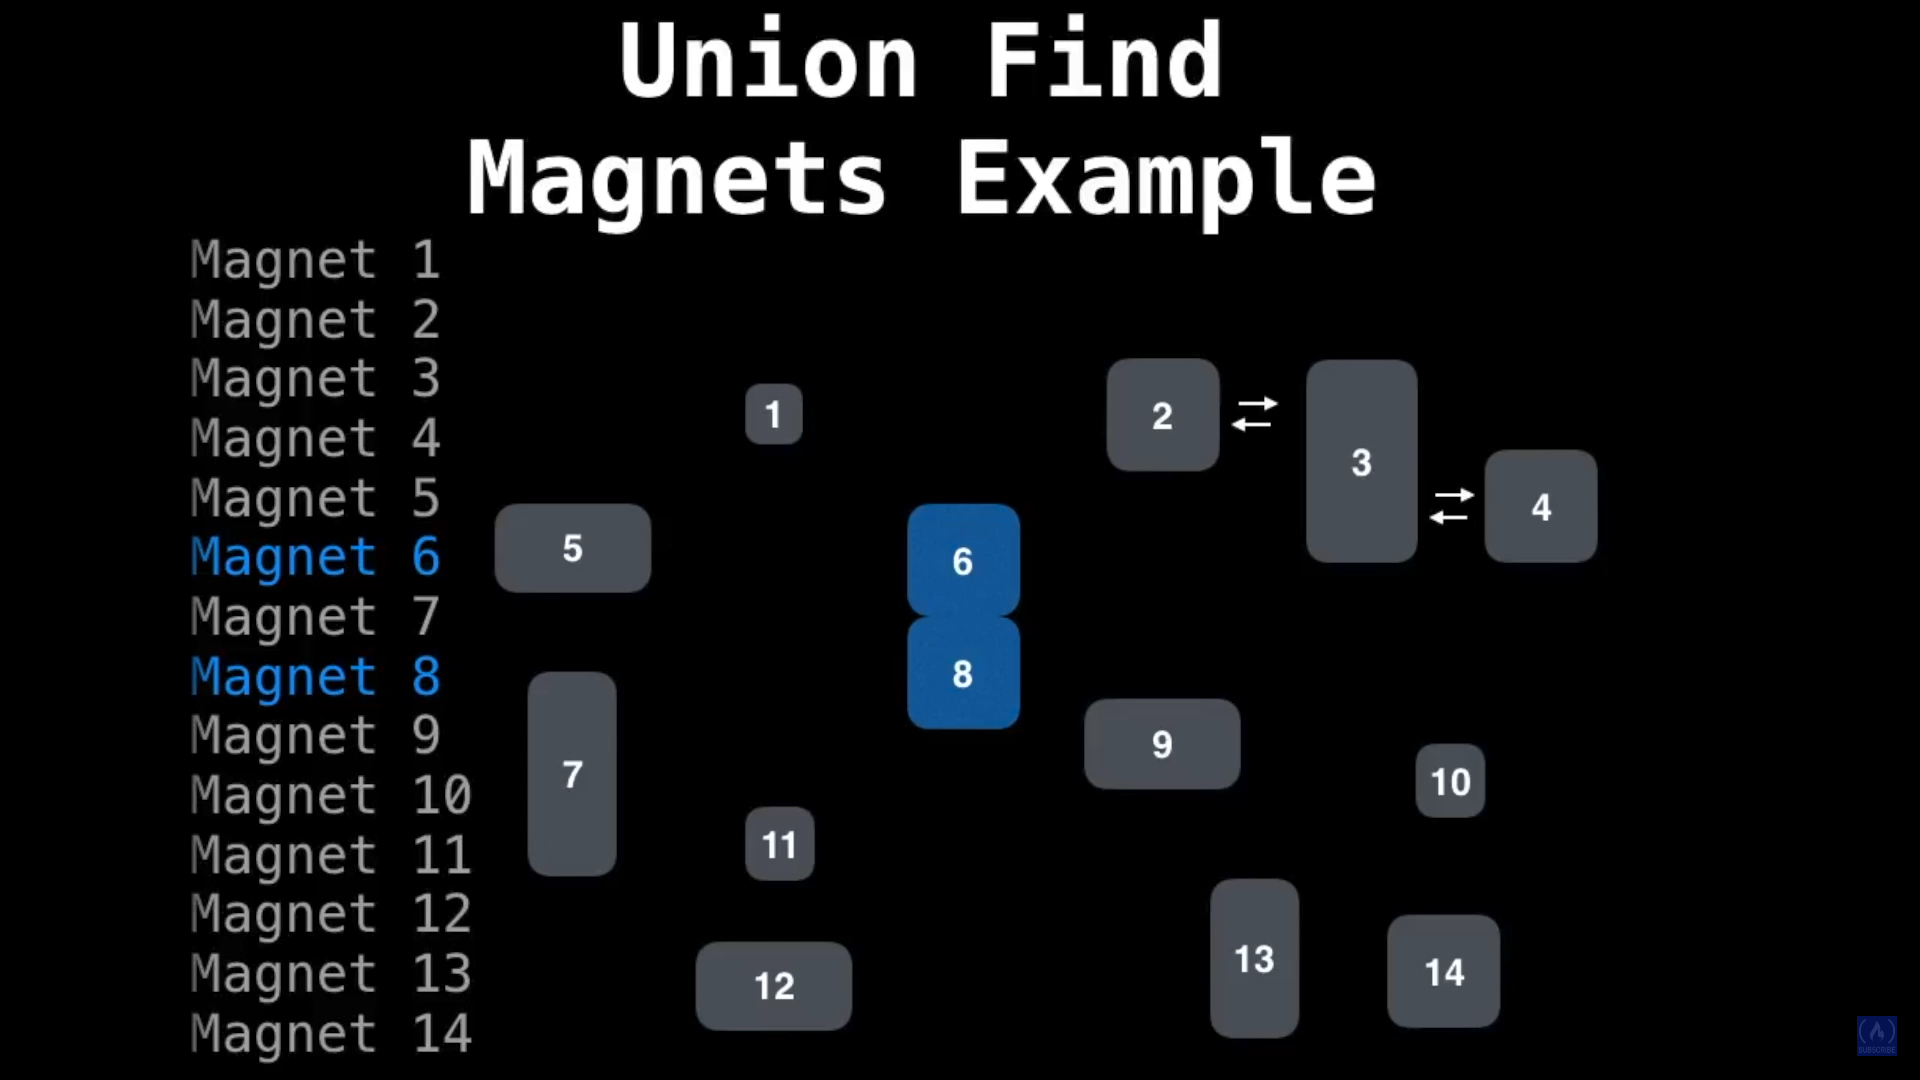 Union Find
Magnets Example
Magnet 1
Magnet 2
Magnet 3
Magnet 4
Magnet 5
Magnet 6
Magnet 7
Magnet 8
Magnet 9
Magnet 10
Magnet 11
Magnet 12
Magnet 13
Magnet 14
1
2
3
4
5
6
8
7
9
10
11
12
13
14
SUBSCRIBE